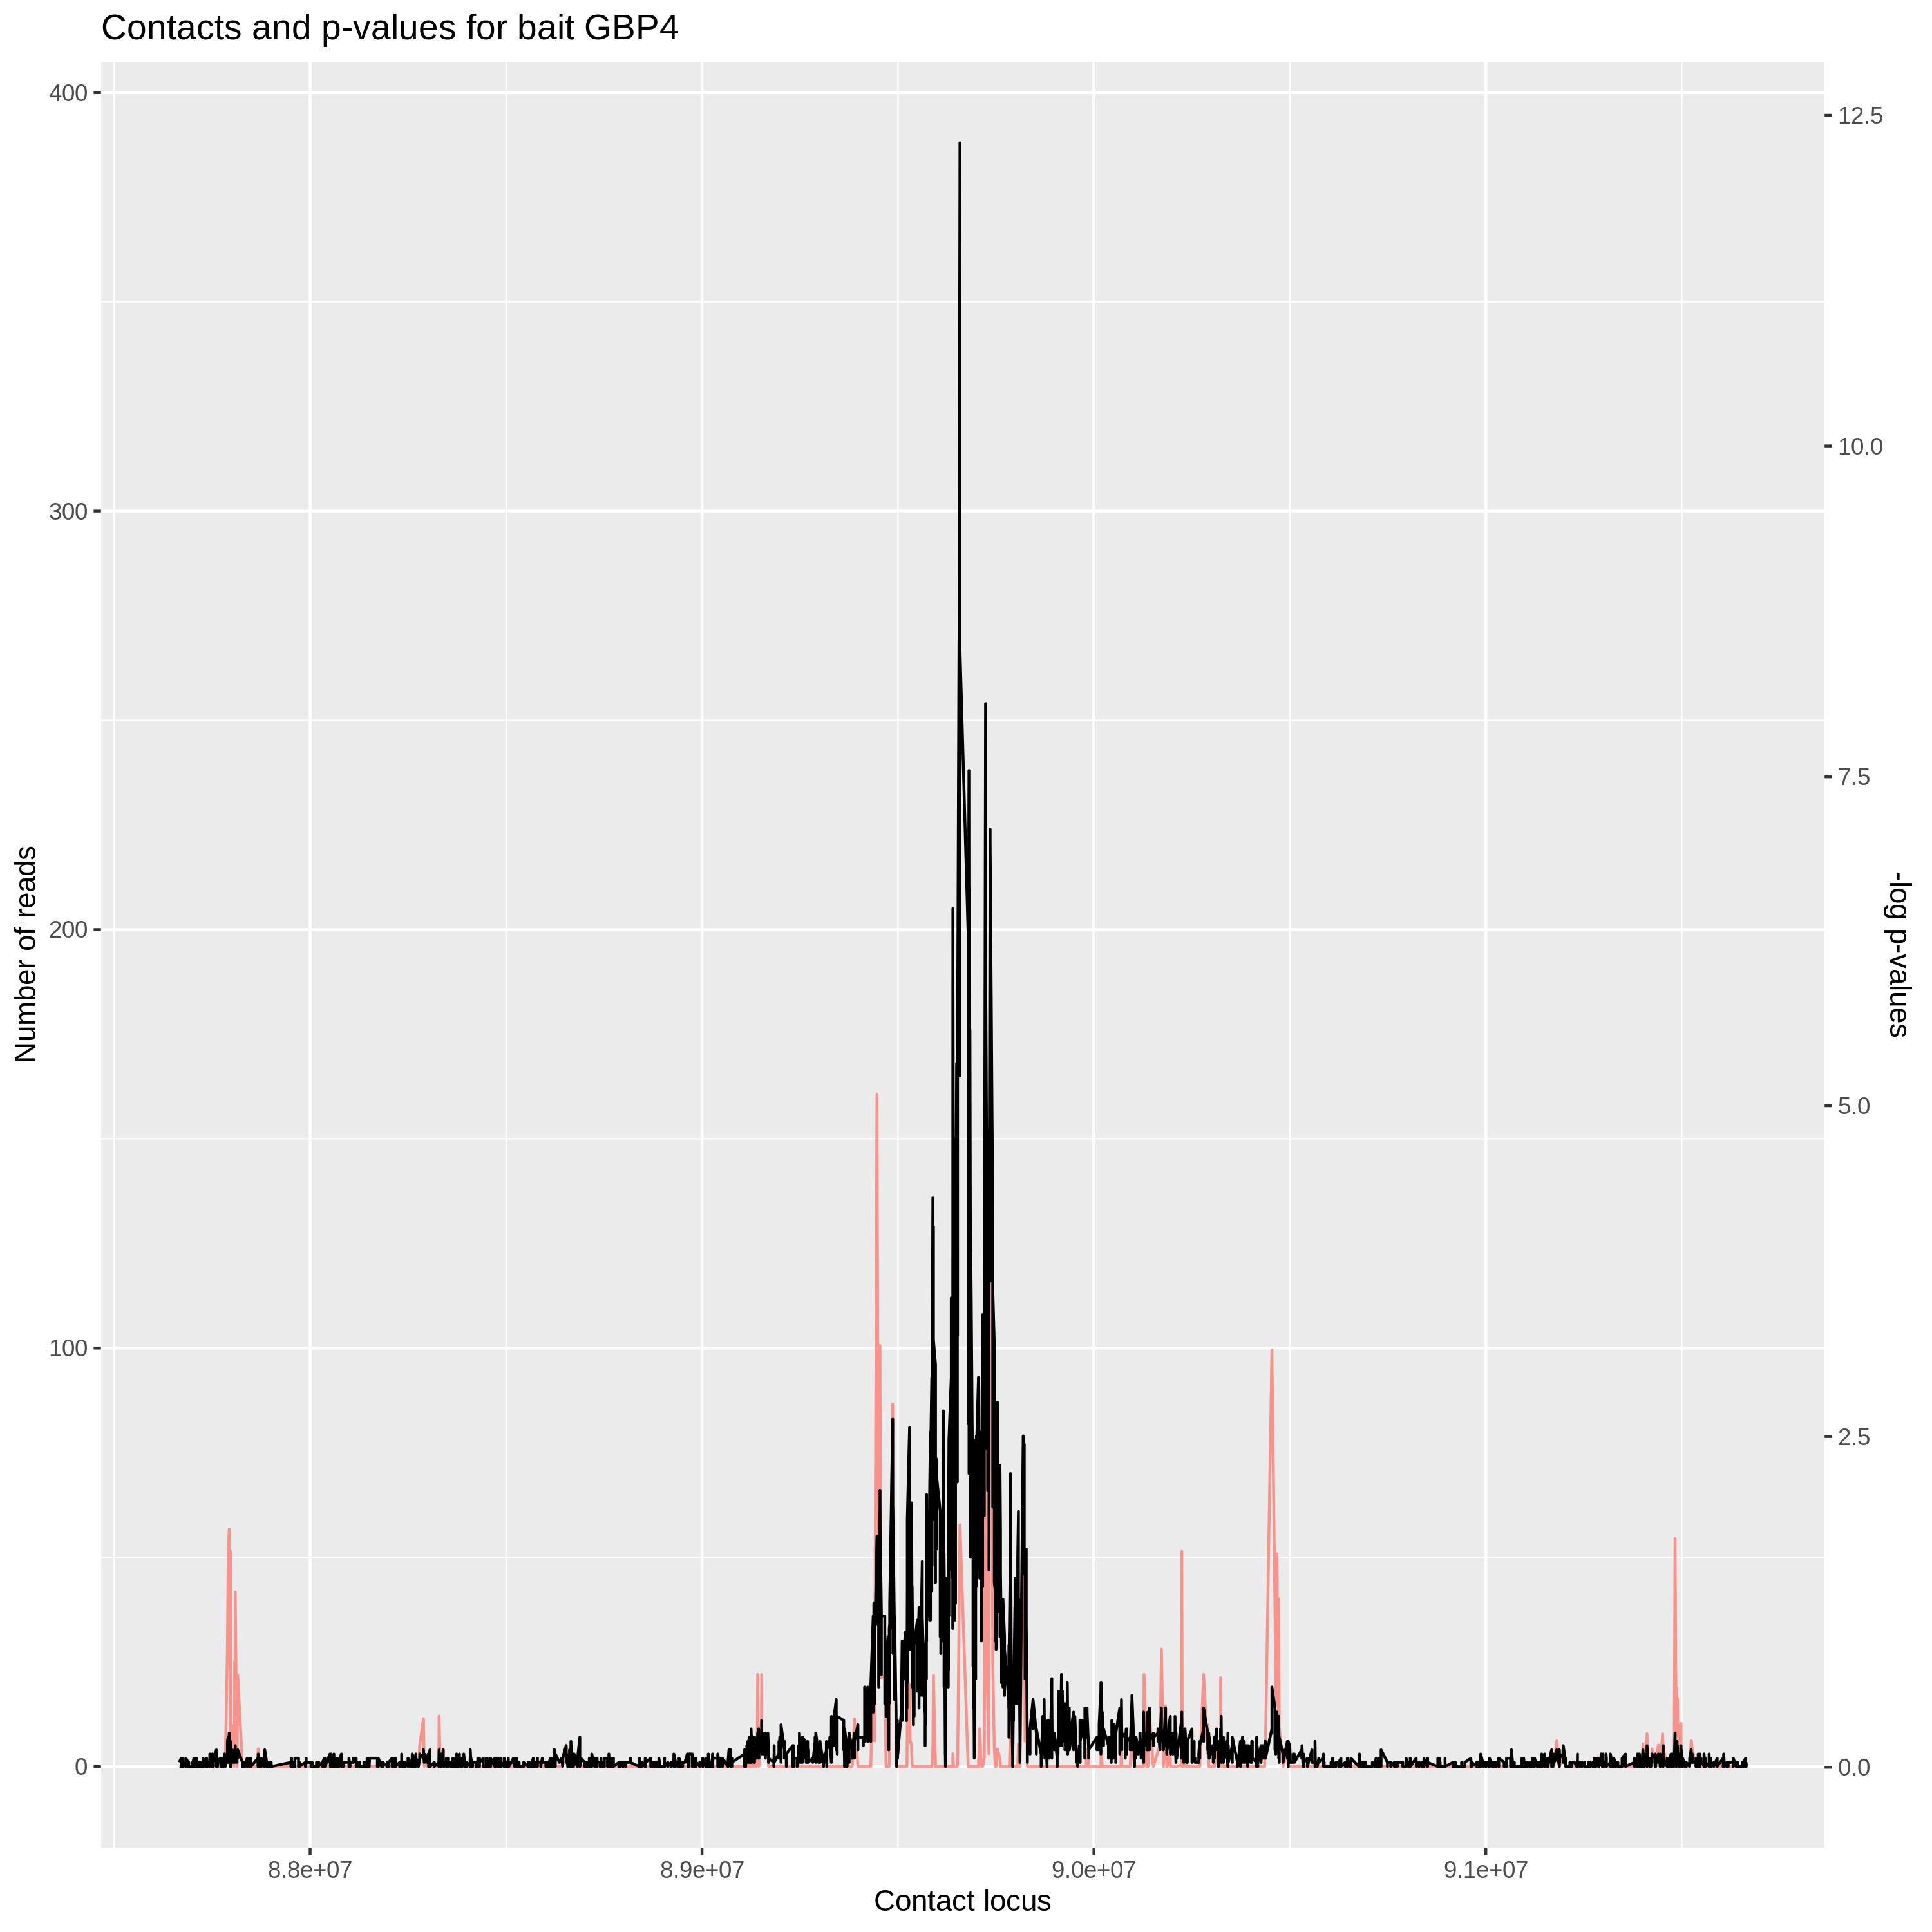 Contacts and p-values for bait GBP4
400
300
200
100
0
Number of reads
12.5
10.0
7.5
5.0
2.5
0.0
-log p-values
8.8e+07
8.9e+07
9.0e+07
9.1e+07
Contact locus